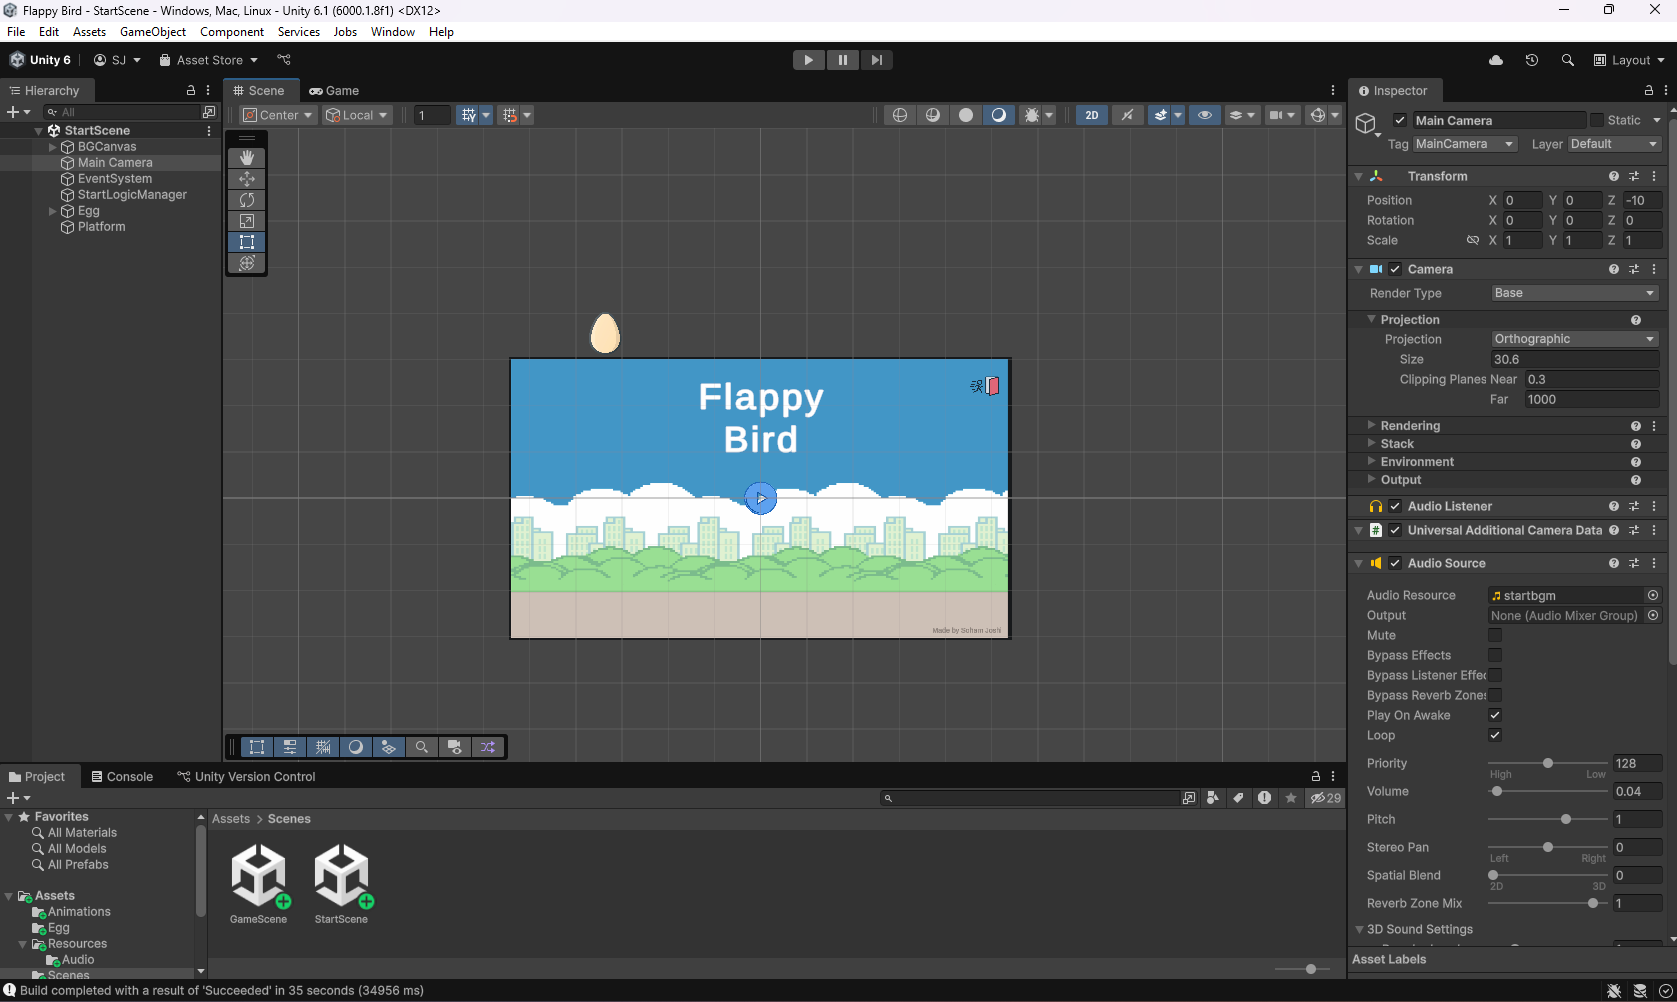 Flappy Bird - StartScene - Windows, Mac, Linux - Unity 6.1 (6000.1.8f1) <DX12>
File Edit Assets GameObject Component Services Jobs Window Help
Unity 6 SJ Asset Store Layout
Hierarchy
All
StartScene
BGCanvas
Main Camera
EventSystem
StartLogicManager
Egg
Platform
Scene Game
Center Local 1 2D
Flappy
Bird
Made by Soham Joshi
Inspector
Main Camera Static
Tag MainCamera Layer Default
Transform
Position X 0 Y 0 Z -10
Rotation X 0 Y 0 Z 0
Scale X 1 Y 1 Z 1
Camera
Render Type Base
Projection
Projection Orthographic
Size 30.6
Clipping Planes Near 0.3
Far 1000
Rendering
Stack
Environment
Output
Audio Listener
# Universal Additional Camera Data
Audio Source
Audio Resource startbgm
Output None (Audio Mixer Group)
Mute
Bypass Effects
Bypass Listener Effec
Bypass Reverb Zones
Play On Awake
Loop
Priority 128
High Low
Volume 0.04
Pitch 1
Stereo Pan 0
Left Right
Spatial Blend 0
2D 3D
Reverb Zone Mix 1
3D Sound Settings
Asset Labels
Project Console Unity Version Control
29
Favorites
All Materials
All Models
All Prefabs
Assets
Animations
Egg
Resources
Audio
Scenes
Assets > Scenes
GameScene StartScene
Build completed with a result of 'Succeeded' in 35 seconds (34956 ms)